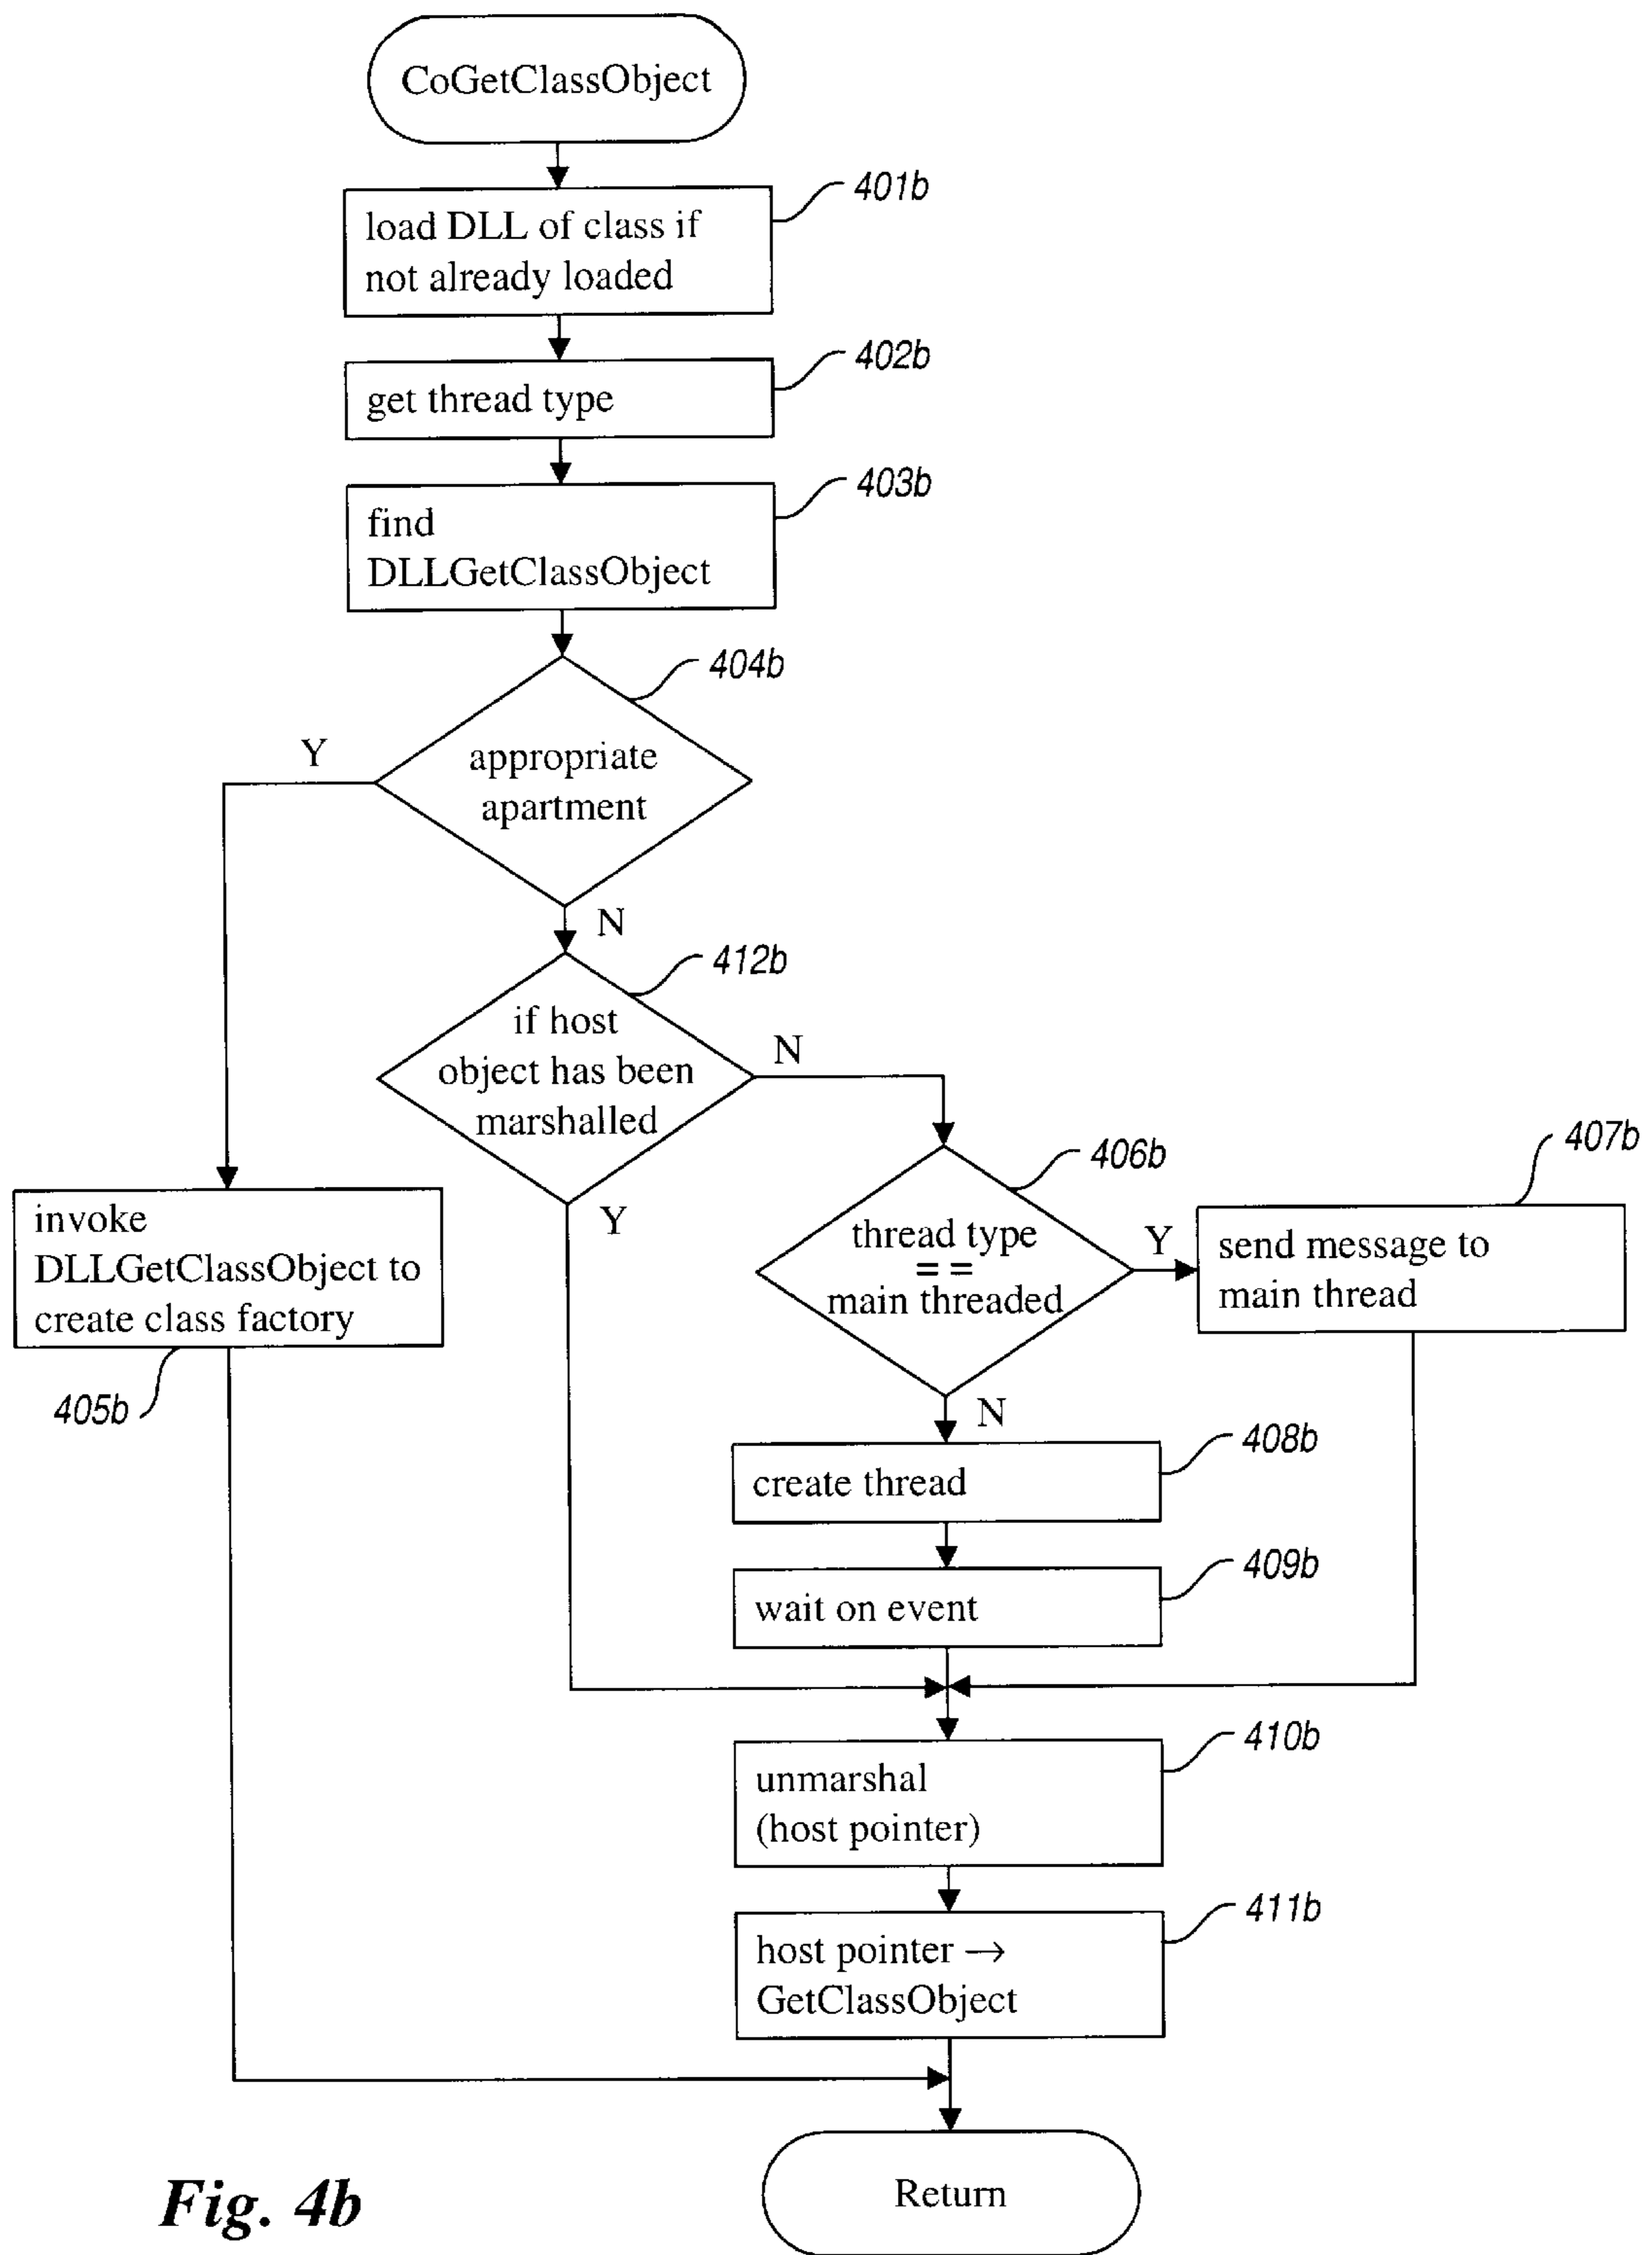 CoGetClassObject
401b
load DLL of class if
not already loaded
402b
get thread type
403b
find
DLLGetClassObject
404b
appropriate
apartment
Y
N
412b
if host
object has been
marshalled
N
Y
406b
thread type
==
main threaded
Y
N
407b
send message to
main thread
invoke
DLLGetClassObject to
create class factory
405b
408b
create thread
409b
wait on event
410b
unmarshal
(host pointer)
411b
host pointer →
GetClassObject
Return
Fig. 4b